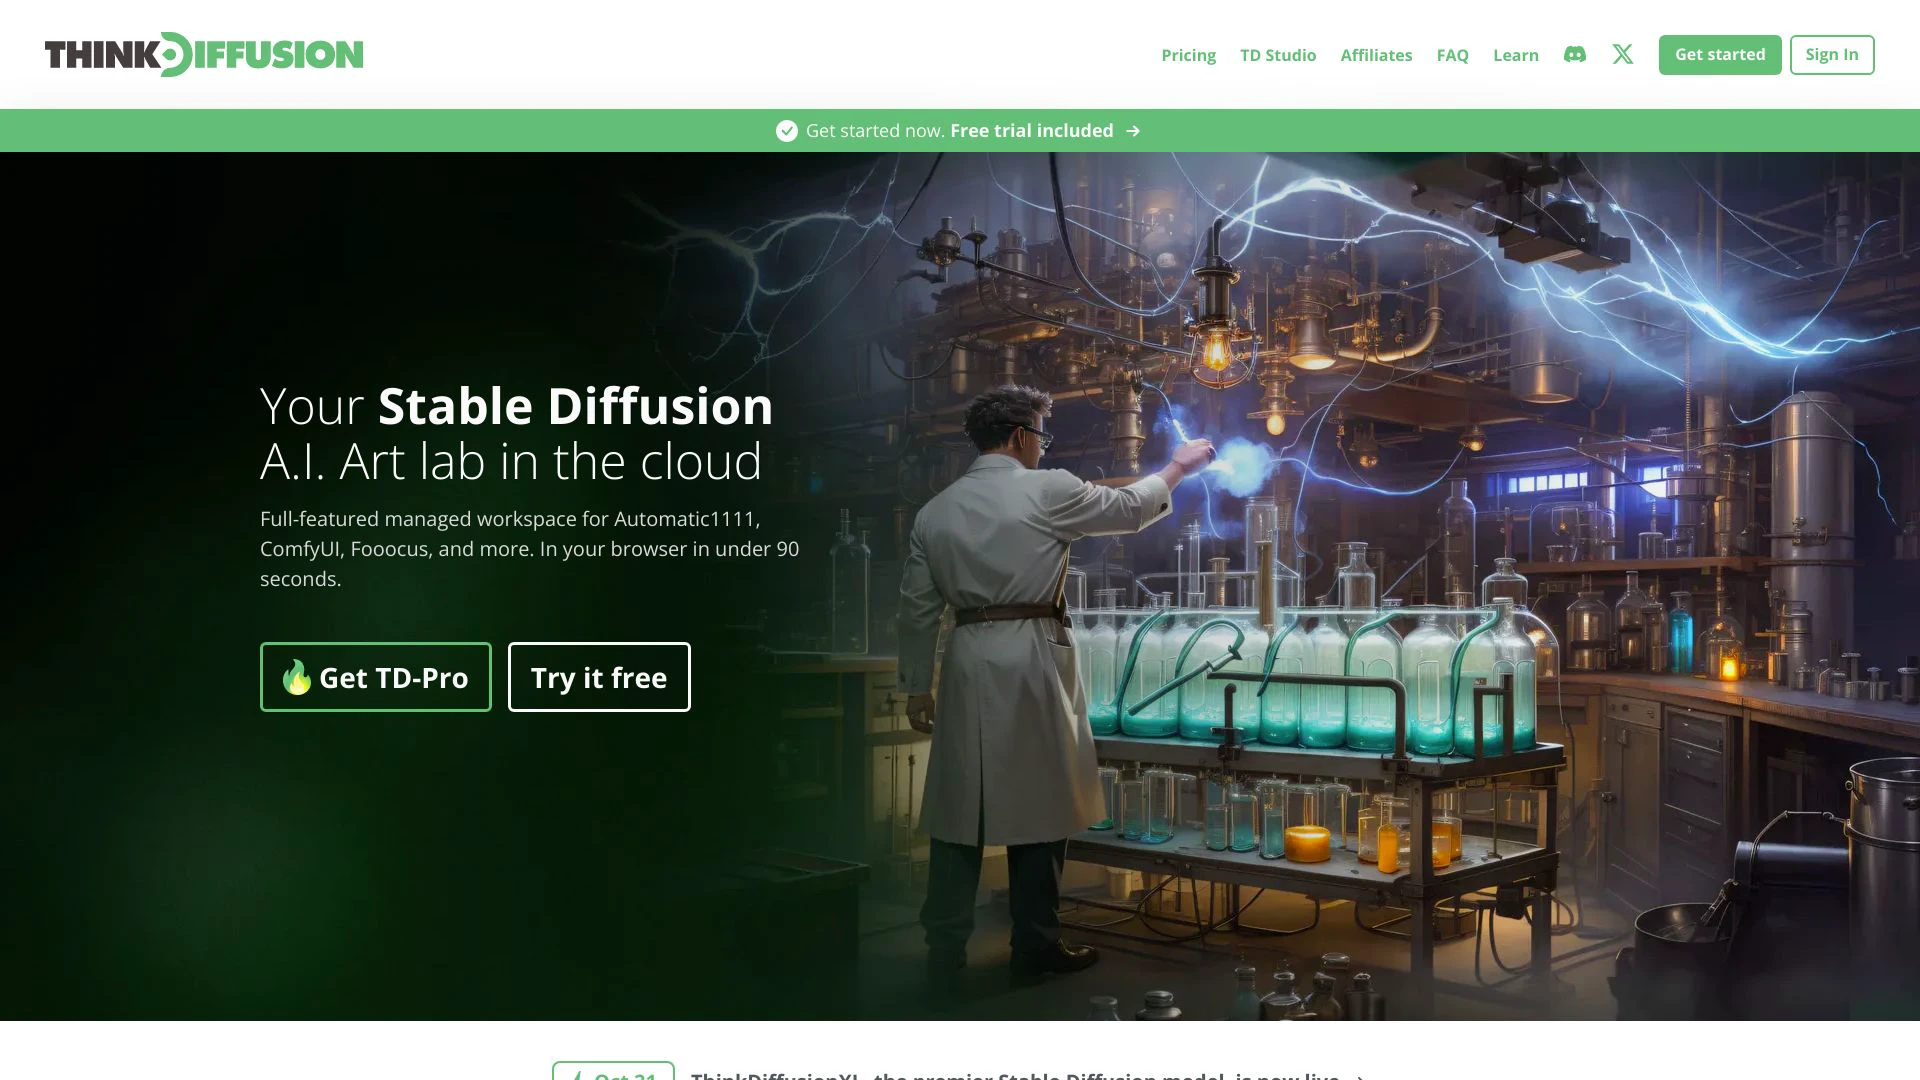 THINKDIFFUSION
Pricing TD Studio Affiliates FAQ Learn Get started Sign In
Get started now. Free trial included →
Your Stable Diffusion
A.I. Art lab in the cloud
Full-featured managed workspace for Automatic1111,
ComfyUI, Fooocus, and more. In your browser in under 90
seconds.
Get TD-Pro Try it free
Oct 31 ThinkDiffusionXL, the premier Stable Diffusion model, is now live →